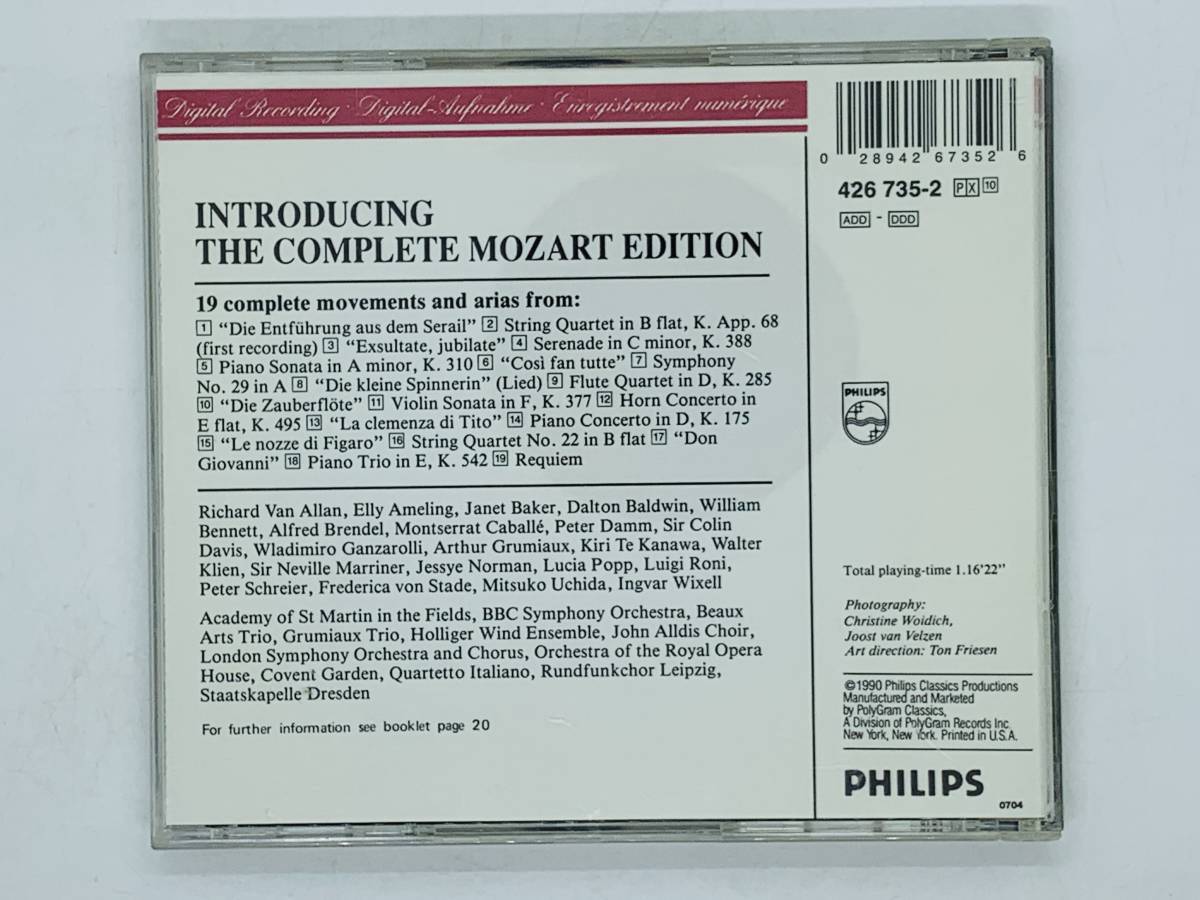 Digital Recording · Digital-Aufnahme · Enregistrement numérique
INTRODUCING
THE COMPLETE MOZART EDITION
19 complete movements and arias from:
1 “Die Entführung aus dem Serail” 2 String Quartet in B flat, K. App. 68
(first recording) 3 “Exsultate, jubilate” 4 Serenade in C minor, K. 388
5 Piano Sonata in A minor, K. 310 6 “Così fan tutte” 7 Symphony
No. 29 in A 8 “Die kleine Spinnerin” (Lied) 9 Flute Quartet in D, K. 285
10 “Die Zauberflöte” 11 Violin Sonata in F, K. 377 12 Horn Concerto in
E flat, K. 495 13 “La clemenza di Tito” 14 Piano Concerto in D, K. 175
15 “Le nozze di Figaro” 16 String Quartet No. 22 in B flat 17 “Don
Giovanni” 18 Piano Trio in E, K. 542 19 Requiem
Richard Van Allan, Elly Ameling, Janet Baker, Dalton Baldwin, William
Bennett, Alfred Brendel, Montserrat Caballé, Peter Damm, Sir Colin
Davis, Wladimiro Ganzarolli, Arthur Grumiaux, Kiri Te Kanawa, Walter
Klien, Sir Neville Marriner, Jessye Norman, Lucia Popp, Luigi Roni,
Peter Schreier, Frederica von Stade, Mitsuko Uchida, Ingvar Wixell
Academy of St Martin in the Fields, BBC Symphony Orchestra, Beaux
Arts Trio, Grumiaux Trio, Holliger Wind Ensemble, John Alldis Choir,
London Symphony Orchestra and Chorus, Orchestra of the Royal Opera
House, Covent Garden, Quartetto Italiano, Rundfunkchor Leipzig,
Staatskapelle Dresden
For further information see booklet page 20
0 28942 67352 6
426 735-2 PX 10
ADD - DDD
PHILIPS
Total playing-time 1.16’22”
Photography:
Christine Woidich,
Joost van Velzen
Art direction: Ton Friesen
©1990 Philips Classics Productions
Manufactured and Marketed
by PolyGram Classics,
A Division of PolyGram Records Inc.
New York, New York. Printed in U.S.A.
PHILIPS
0704